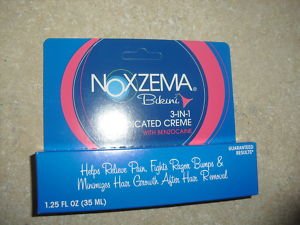 NOXZEMA®
Bikini
3-IN-1
ICATED CREME
WITH BENZOCAINE
GUARANTEED
RESULTS*
Helps Relieve Pain, Fights Razor Bumps &
Minimizes Hair Growth After Hair Removal
1.25 FL OZ (35 ML)